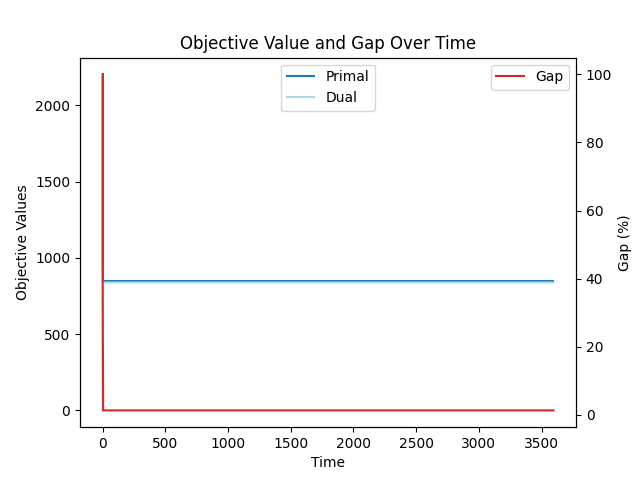 Objective Value and Gap Over Time
Primal
Dual
Gap
Objective Values
2000
1500
1000
500
0
100
80
60
40
20
0
Gap (%)
0 500 1000 1500 2000 2500 3000 3500
Time